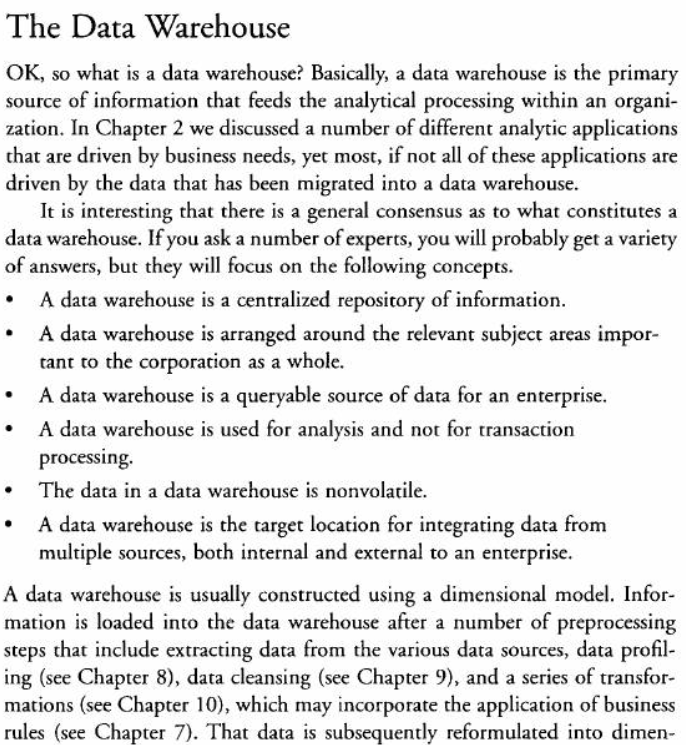 The Data Warehouse
OK, so what is a data warehouse? Basically, a data warehouse is the primary
source of information that feeds the analytical processing within an organi-
zation. In Chapter 2 we discussed a number of different analytic applications
that are driven by business needs, yet most, if not all of these applications are
driven by the data that has been migrated into a data warehouse.
It is interesting that there is a general consensus as to what constitutes a
data warehouse. If you ask a number of experts, you will probably get a variety
of answers, but they will focus on the following concepts.
• A data warehouse is a centralized repository of information.
• A data warehouse is arranged around the relevant subject areas impor-
tant to the corporation as a whole.
• A data warehouse is a queryable source of data for an enterprise.
• A data warehouse is used for analysis and not for transaction
processing.
• The data in a data warehouse is nonvolatile.
• A data warehouse is the target location for integrating data from
multiple sources, both internal and external to an enterprise.
A data warehouse is usually constructed using a dimensional model. Infor-
mation is loaded into the data warehouse after a number of preprocessing
steps that include extracting data from the various data sources, data profil-
ing (see Chapter 8), data cleansing (see Chapter 9), and a series of transfor-
mations (see Chapter 10), which may incorporate the application of business
rules (see Chapter 7). That data is subsequently reformulated into dimen-